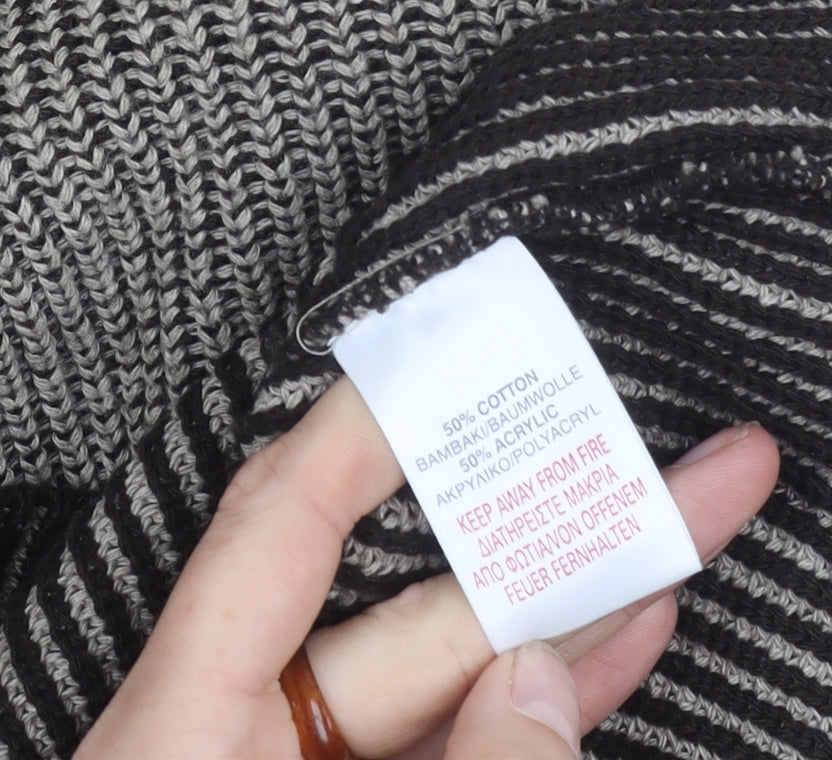 50% COTTON
ΒΑΜΒΑΚΙ/BAUMWOLLE
50% ACRYLIC
ΑΚΡΥΛΙΚΟ/POLYACRYL
KEEP AWAY FROM FIRE
ΔΙΑΤΗΡΕΙΣΤΕ ΜΑΚΡΙΑ
ΑΠΟ ΦΩΤΙΑ/VON OFFENEM
FEUER FERNHALTEN